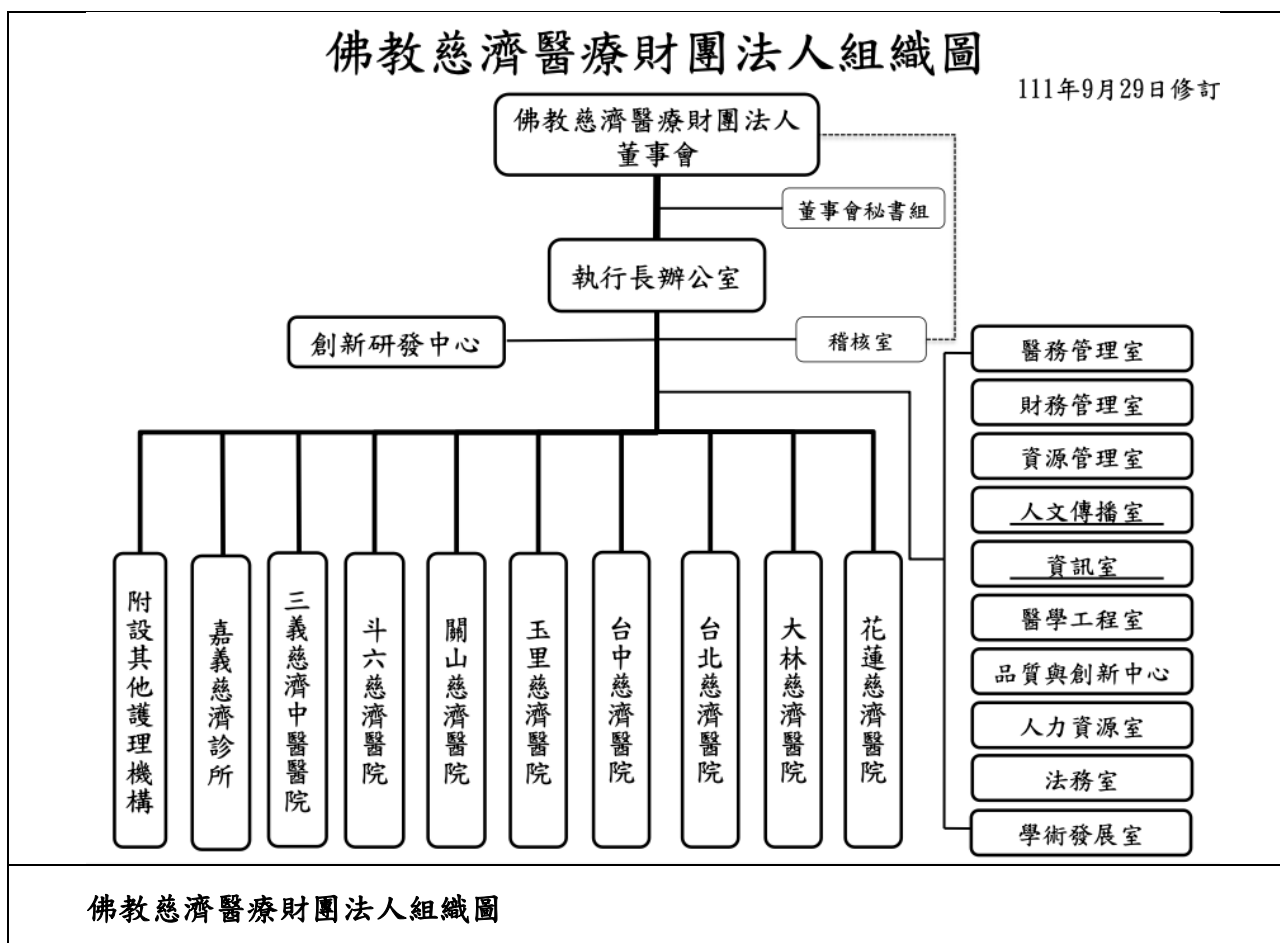 佛教慈濟醫療財團法人組織圖
111年9月29日修訂
佛教慈濟醫療財團法人
董事會
董事會秘書組
執行長辦公室
創新研發中心
稽核室
醫務管理室
財務管理室
資源管理室
人文傳播室
資訊室
醫學工程室
品質與創新中心
人力資源室
法務室
學術發展室
附設其他護理機構
嘉義慈濟診所
三義慈濟中醫醫院
斗六慈濟醫院
關山慈濟醫院
玉里慈濟醫院
台中慈濟醫院
台北慈濟醫院
大林慈濟醫院
花蓮慈濟醫院
佛教慈濟醫療財團法人組織圖